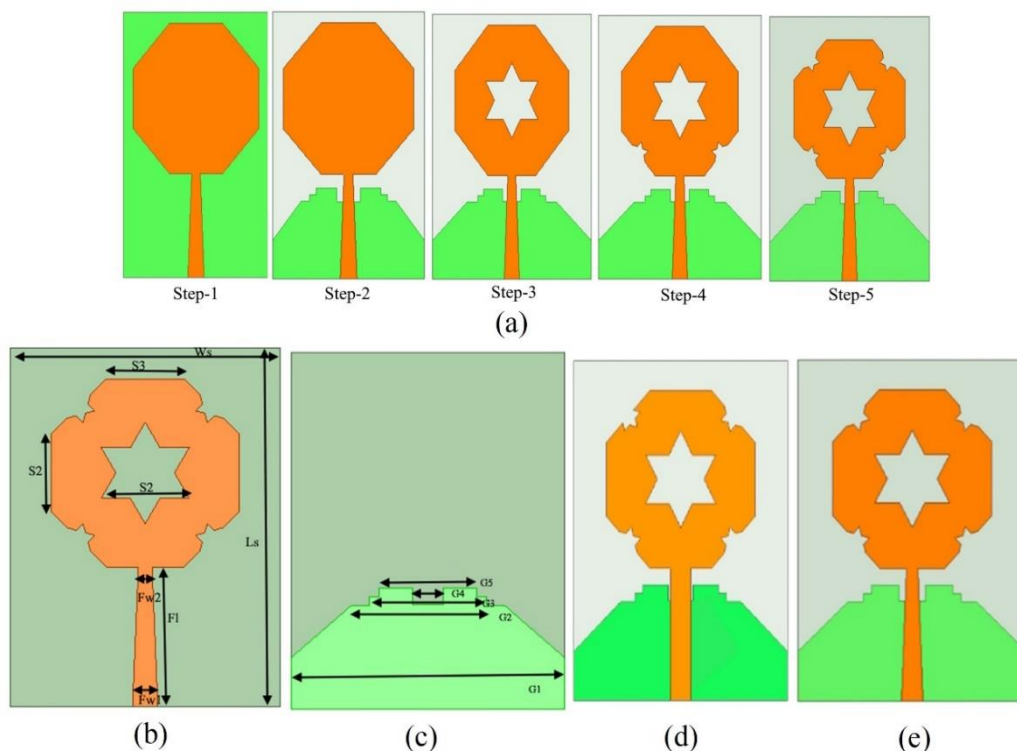 Step-1
Step-2
Step-3
Step-4
Step-5
(a)
Ws
S3
S2
S2
Ls
Fw2
Fl
Fw1
G5
G4
G3
G2
G1
(b)
(c)
(d)
(e)